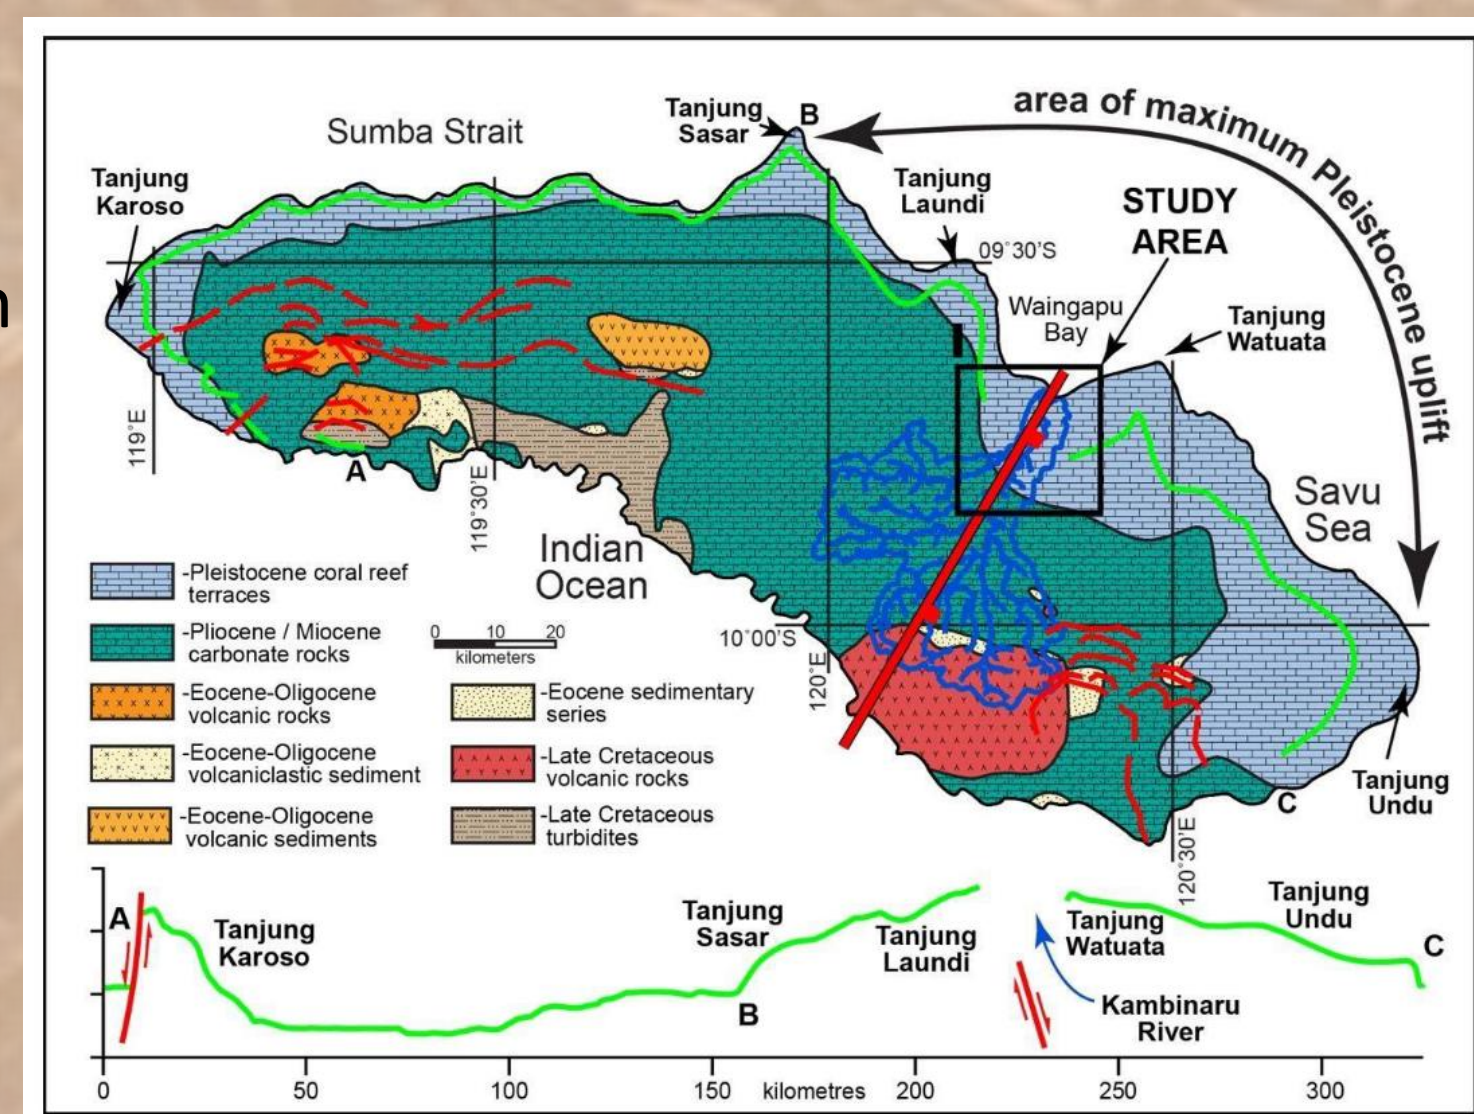 n
Sumba Strait
Tanjung
Sasar
B
area of maximum Pleistocene uplift
Tanjung
Karoso
Tanjung
Laundi
STUDY
AREA
09°30'S
Waingapu
Bay
Tanjung
Watuata
119°E
A
119°30'E
Indian
Ocean
Savu
Sea
10°00'S
120°E
120°30'E
C
Tanjung
Undu
-Pleistocene coral reef
terraces
-Pliocene / Miocene
carbonate rocks
-Eocene-Oligocene
volcanic rocks
-Eocene-Oligocene
volcaniclastic sediment
-Eocene-Oligocene
volcanic sediments
0 10 20
kilometers
-Eocene sedimentary
series
-Late Cretaceous
volcanic rocks
-Late Cretaceous
turbidites
A
Tanjung
Karoso
Tanjung
Sasar
B
Tanjung
Laundi
Tanjung
Watuata
Tanjung
Undu
C
Kambinaru
River
0 50 100 150 kilometres 200 250 300